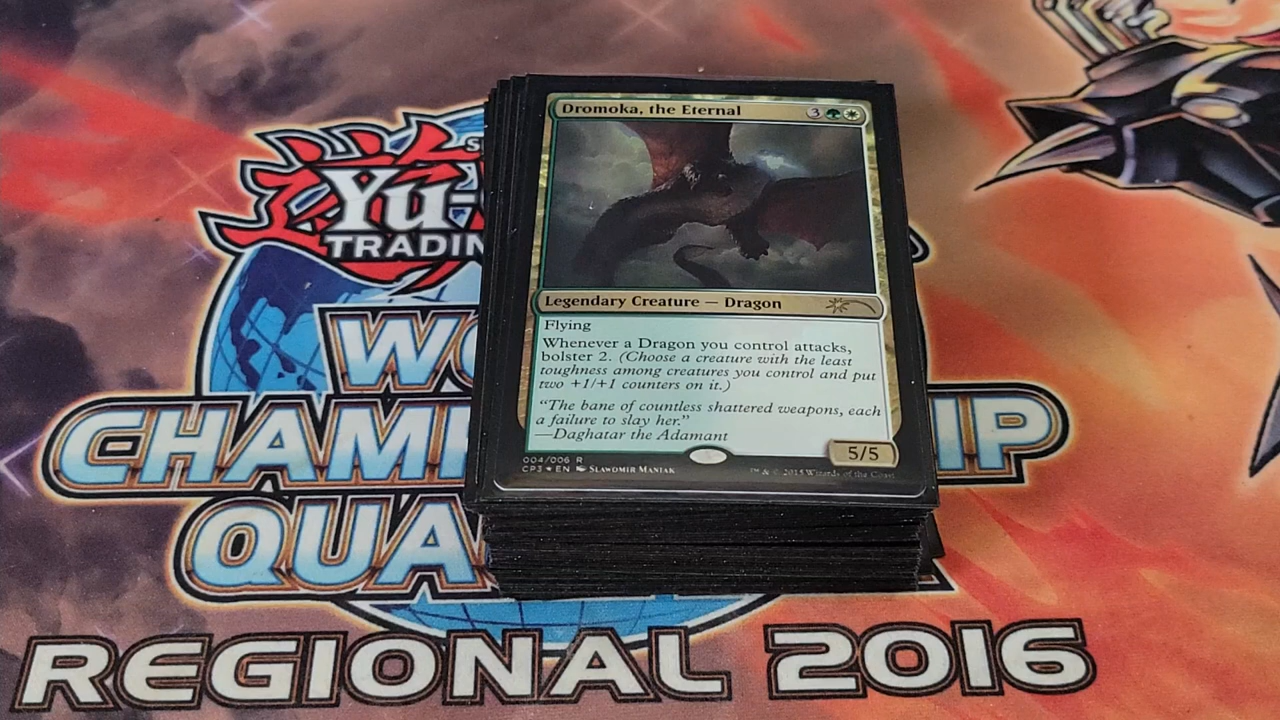 Dromoka, the Eternal 3
Legendary Creature — Dragon
Flying
Whenever a Dragon you control attacks,
bolster 2. (Choose a creature with the least
toughness among creatures you control and put
two +1/+1 counters on it.)
“The bane of countless shattered weapons, each
a failure to slay her.”
—Daghatar the Adamant
5/5
004/006 R
CP3 ★ EN SLAWOMIR MANIAK
™ & © 2015 Wizards of the Coast
Yu-
TRADIN
WO
CHAMP IP
QUA
REGIONAL 2016